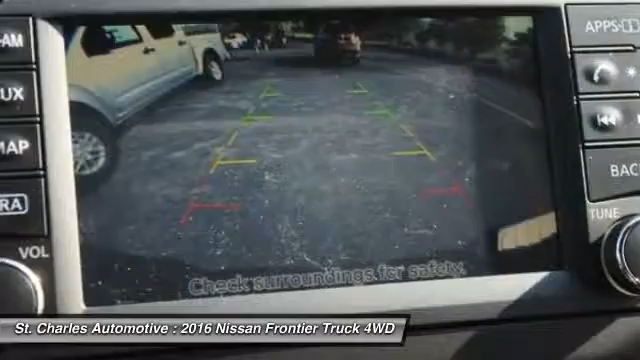 -AM
UX
MAP
RA
VOL
APPS-
BAC
TUNE
Check surroundings for safety.
St. Charles Automotive : 2016 Nissan Frontier Truck 4WD